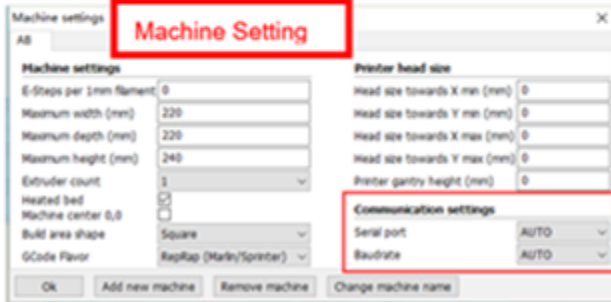 Machine settings
Machine Setting
A8
Machine settings
E-Steps per 1mm filament 0
Maximum width (mm) 220
Maximum depth (mm) 220
Maximum height (mm) 240
Extruder count 1
Heated bed
Machine center 0,0
Build area shape Square
GCode Flavor RepRap (Marlin/Sprinter)
Printer head size
Head size towards X min (mm) 0
Head size towards Y min (mm) 0
Head size towards X max (mm) 0
Head size towards Y max (mm) 0
Printer gantry height (mm) 0
Communication settings
Serial port AUTO
Baudrate AUTO
Ok Add new machine Remove machine Change machine name